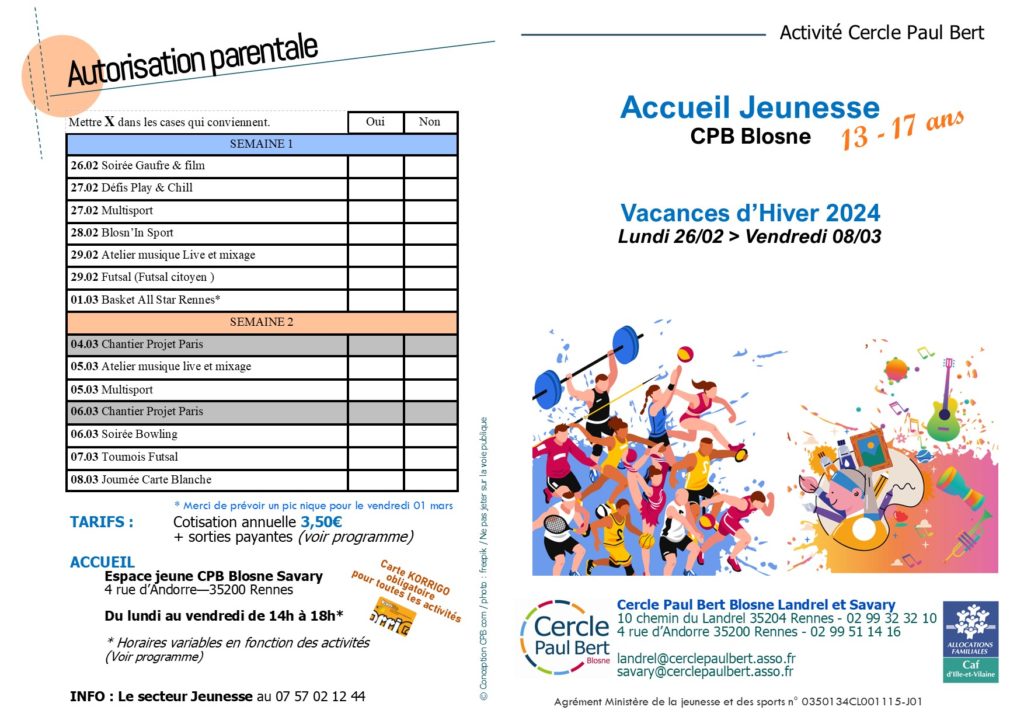 Autorisation parentale
Mettre X dans les cases qui conviennent.
Oui
Non
SEMAINE 1
26.02 Soirée Gaufre & film
27.02 Défis Play & Chill
27.02 Multisport
28.02 Blosn’In Sport
29.02 Atelier musique Live et mixage
29.02 Futsal (Futsal citoyen )
01.03 Basket All Star Rennes*
SEMAINE 2
04.03 Chantier Projet Paris
05.03 Atelier musique live et mixage
05.03 Multisport
06.03 Chantier Projet Paris
06.03 Soirée Bowling
07.03 Tournois Futsal
08.03 Journée Carte Blanche
* Merci de prévoir un pic nique pour le vendredi 01 mars
TARIFS : Cotisation annuelle 3,50€
+ sorties payantes (voir programme)
ACCUEIL
Espace jeune CPB Blosne Savary
4 rue d’Andorre—35200 Rennes
Du lundi au vendredi de 14h à 18h*
* Horaires variables en fonction des activités
(Voir programme)
Carte KORRIGO
obligatoire
pour toutes les activités
INFO : Le secteur Jeunesse au 07 57 02 12 44
© Conception CPB.com / photo : freepik / Ne pas jeter sur la voie publique
Activité Cercle Paul Bert
Accueil Jeunesse
CPB Blosne
13 - 17 ans
Vacances d’Hiver 2024
Lundi 26/02 > Vendredi 08/03
Cercle
Paul Bert
Blosne
Cercle Paul Bert Blosne Landrel et Savary
10 chemin du Landrel 35204 Rennes - 02 99 32 32 10
4 rue d’Andorre 35200 Rennes - 02 99 51 14 16
landrel@cerclepaulbert.asso.fr
savary@cerclepaulbert.asso.fr
ALLOCATIONS
FAMILIALES
Caf
d’Ille-et-Vilaine
Agrément Ministère de la jeunesse et des sports n° 0350134CL001115-J01